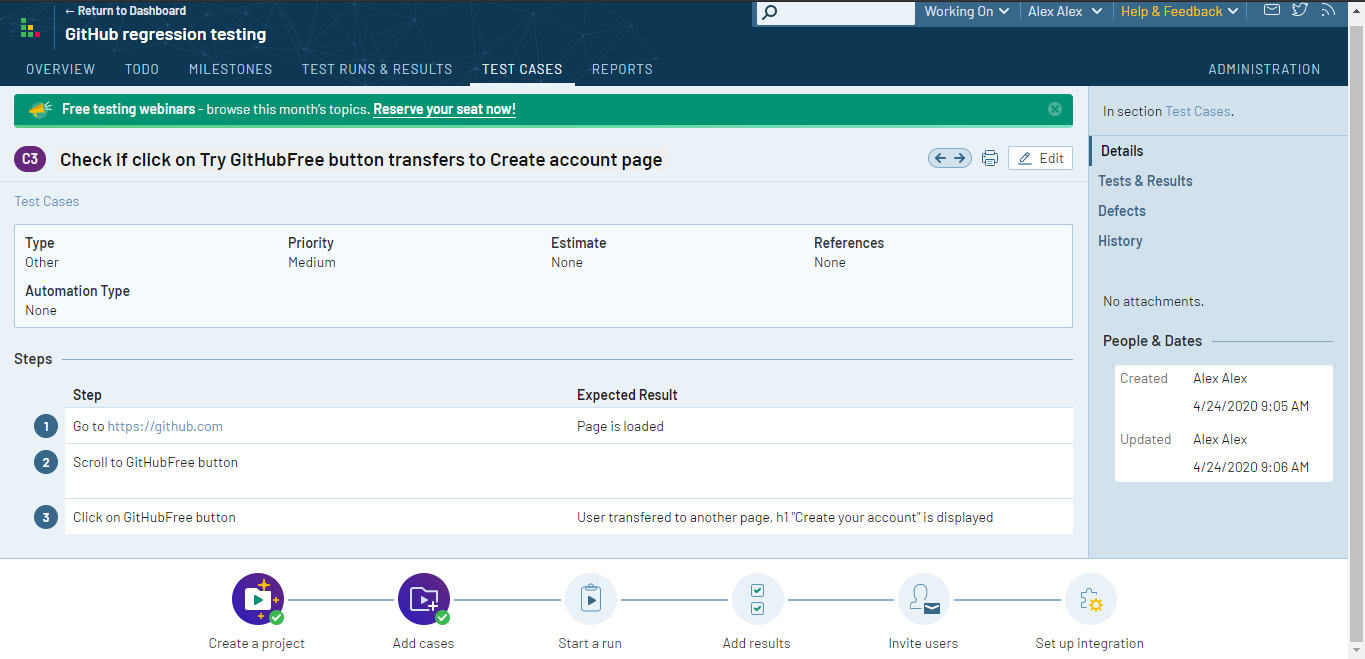 ← Return to Dashboard
Working On
Alex Alex
Help & Feedback
GitHub regression testing
OVERVIEW
TODO
MILESTONES
TEST RUNS & RESULTS
TEST CASES
REPORTS
ADMINISTRATION
Free testing webinars - browse this month's topics. Reserve your seat now!
C3
Check if click on Try GitHubFree button transfers to Create account page
Edit
Test Cases
Type
Other
Priority
Medium
Estimate
None
References
None
Automation Type
None
Steps
Step
Expected Result
1
Go to https://github.com
Page is loaded
2
Scroll to GitHubFree button
3
Click on GitHubFree button
User transfered to another page, h1 "Create your account" is displayed
In section Test Cases.
Details
Tests & Results
Defects
History
No attachments.
People & Dates
Created
Alex Alex
4/24/2020 9:05 AM
Updated
Alex Alex
4/24/2020 9:06 AM
Create a project
Add cases
Start a run
Add results
Invite users
Set up integration